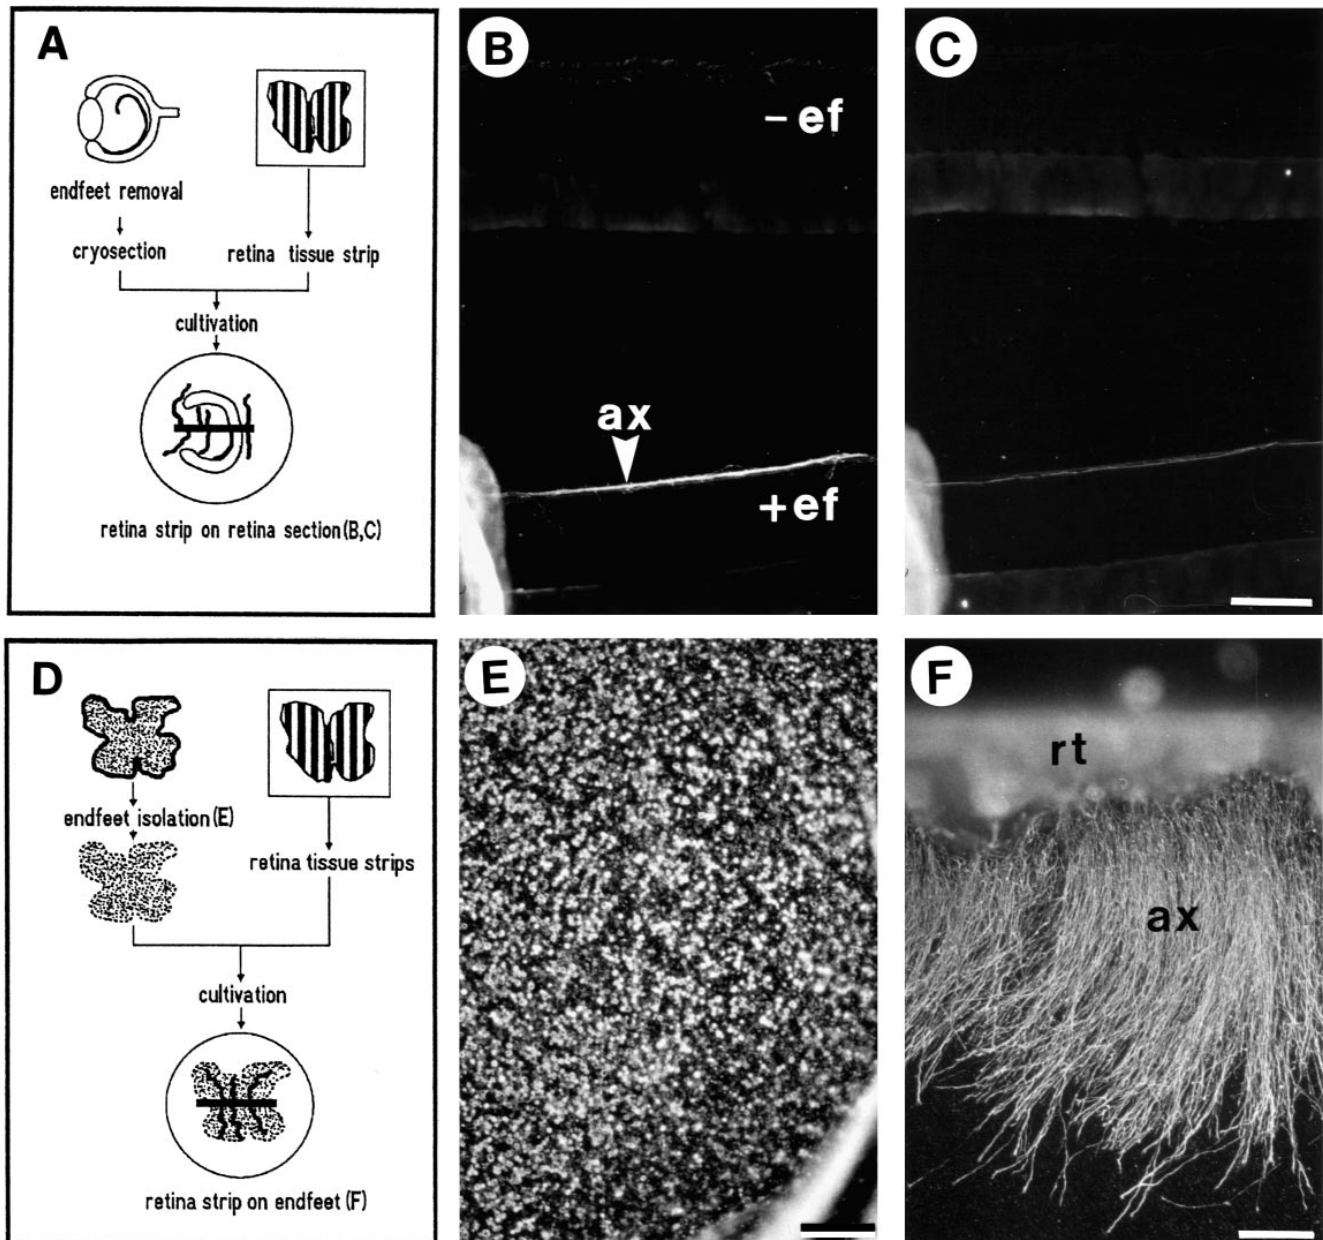 A
endfeet removal
cryosection
retina tissue strip
cultivation
retina strip on retina section(B,C)
B
- ef
ax
+ ef
C
D
endfeet isolation(E)
retina tissue strips
cultivation
retina strip on endfeet(F)
E
F
rt
ax